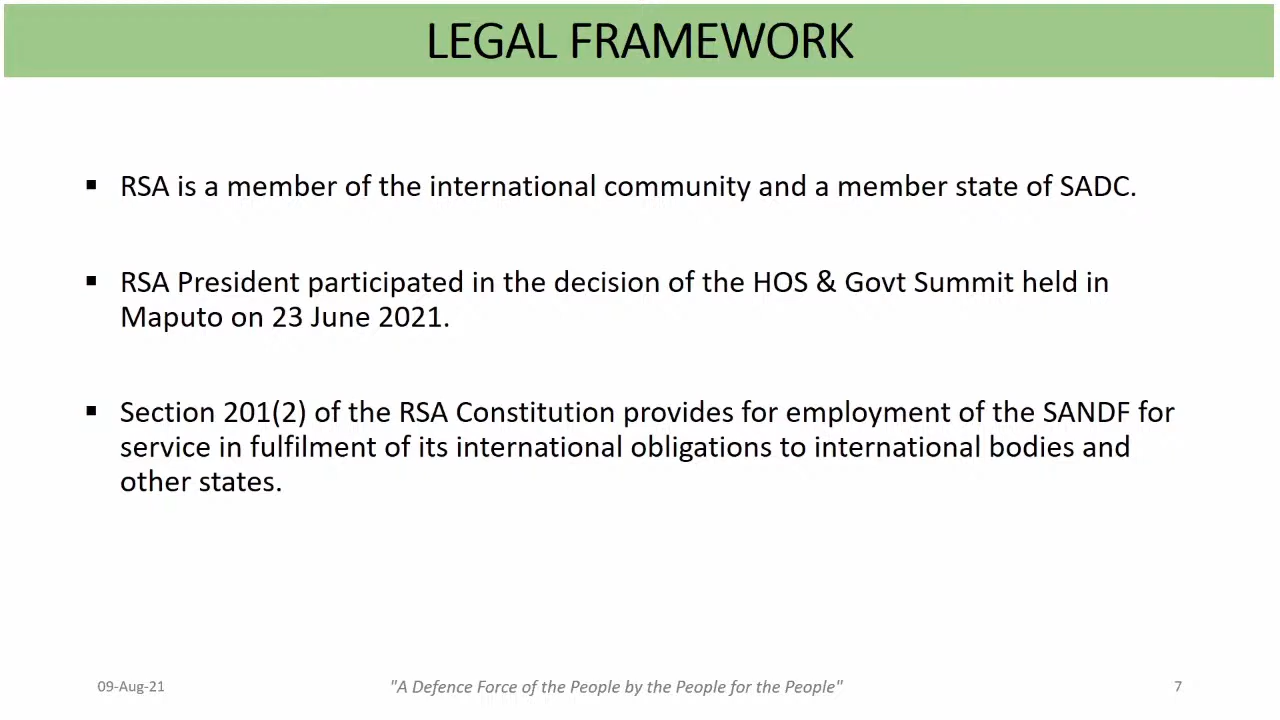 LEGAL FRAMEWORK
▪ RSA is a member of the international community and a member state of SADC.
▪ RSA President participated in the decision of the HOS & Govt Summit held in
Maputo on 23 June 2021.
▪ Section 201(2) of the RSA Constitution provides for employment of the SANDF for
service in fulfilment of its international obligations to international bodies and
other states.
09-Aug-21
"A Defence Force of the People by the People for the People"
7